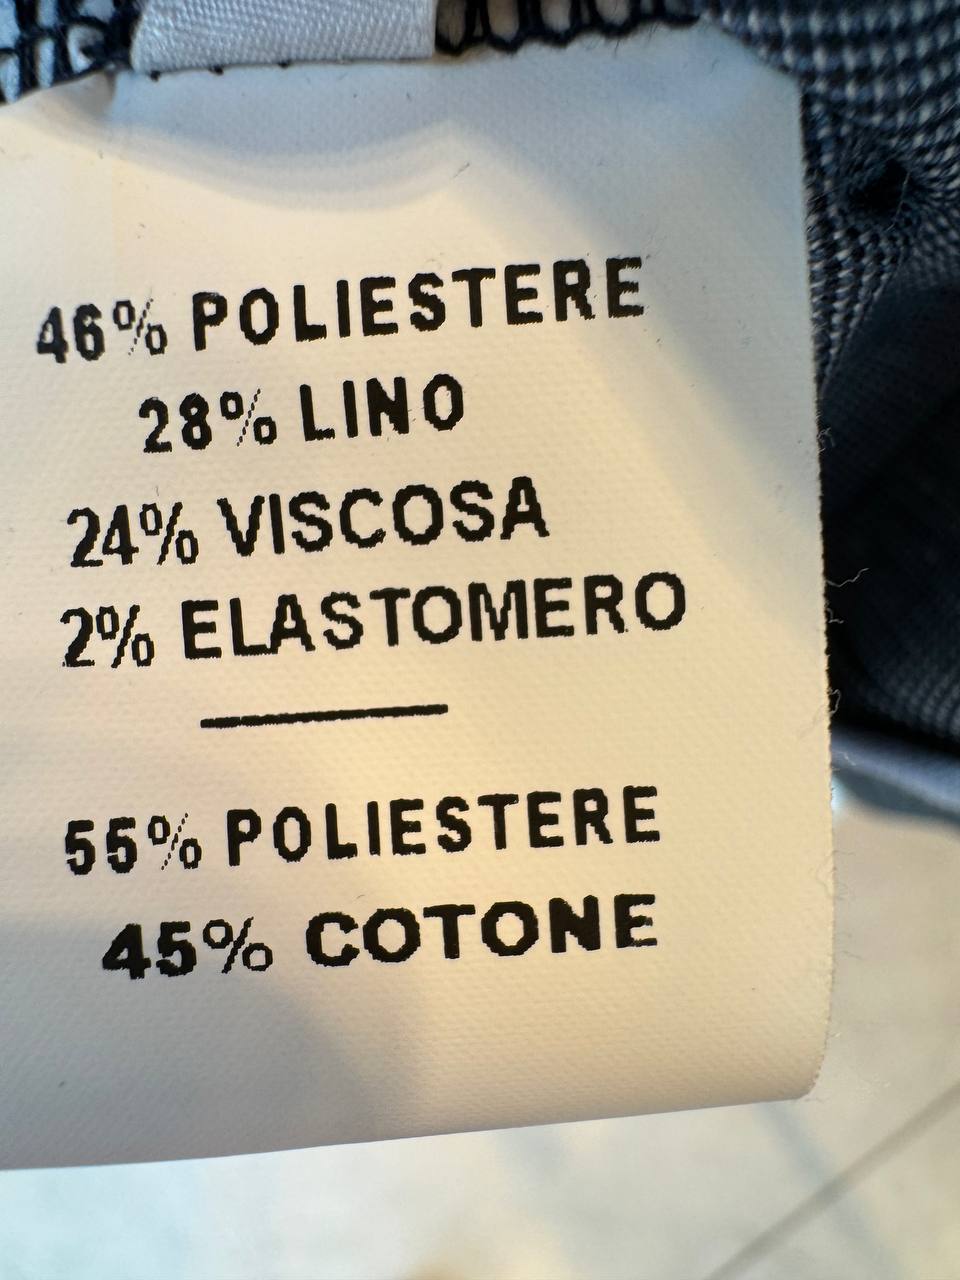 46% POLIESTERE
28% LINO
24% VISCOSA
2% ELASTOMERO
55% POLIESTERE
45% COTONE